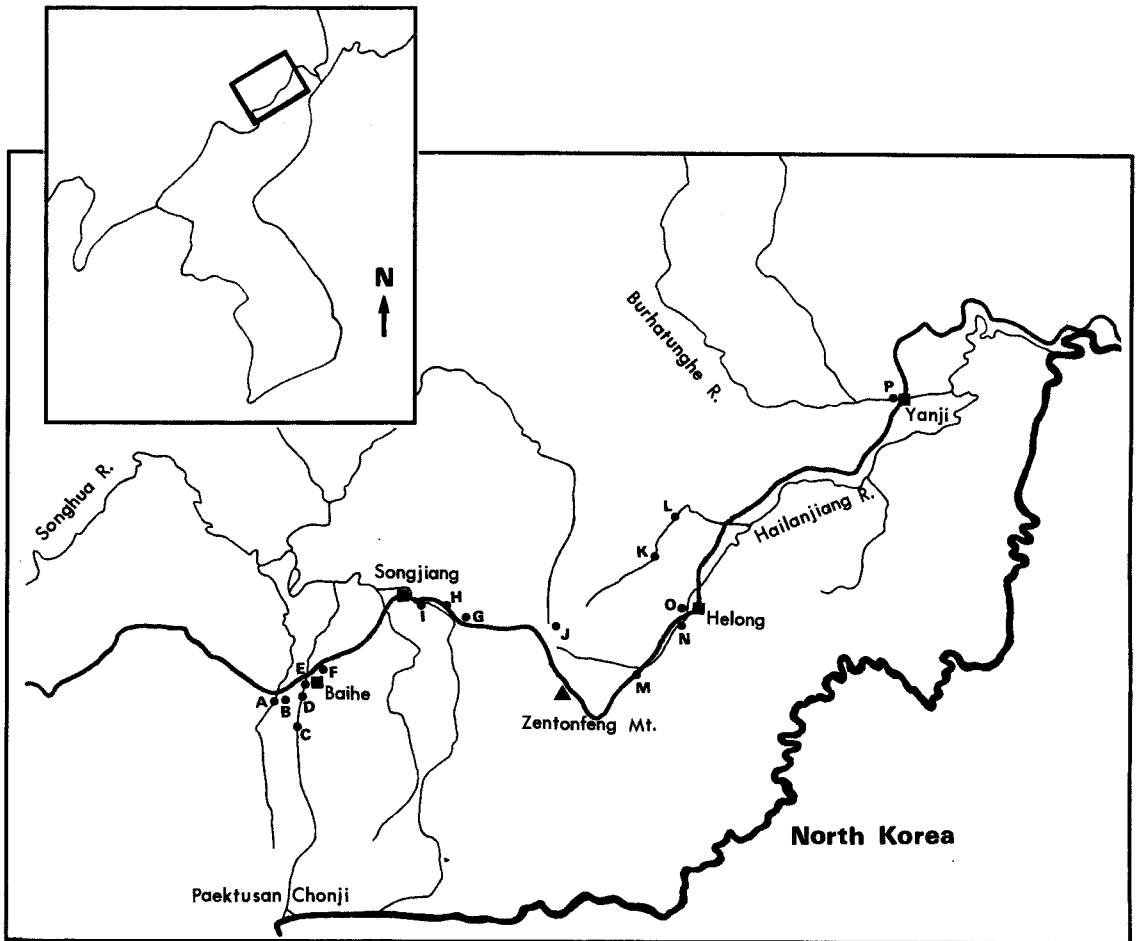 N
Burhatunghe R.
P
Yanji
Songhua R.
L
Hailanjiang R.
K
Songjiang
H
I
G
O
Helong
J
N
E
F
M
A
B
D
Baihe
C
Zentonfeng Mt.
North Korea
Paektusan Chonji